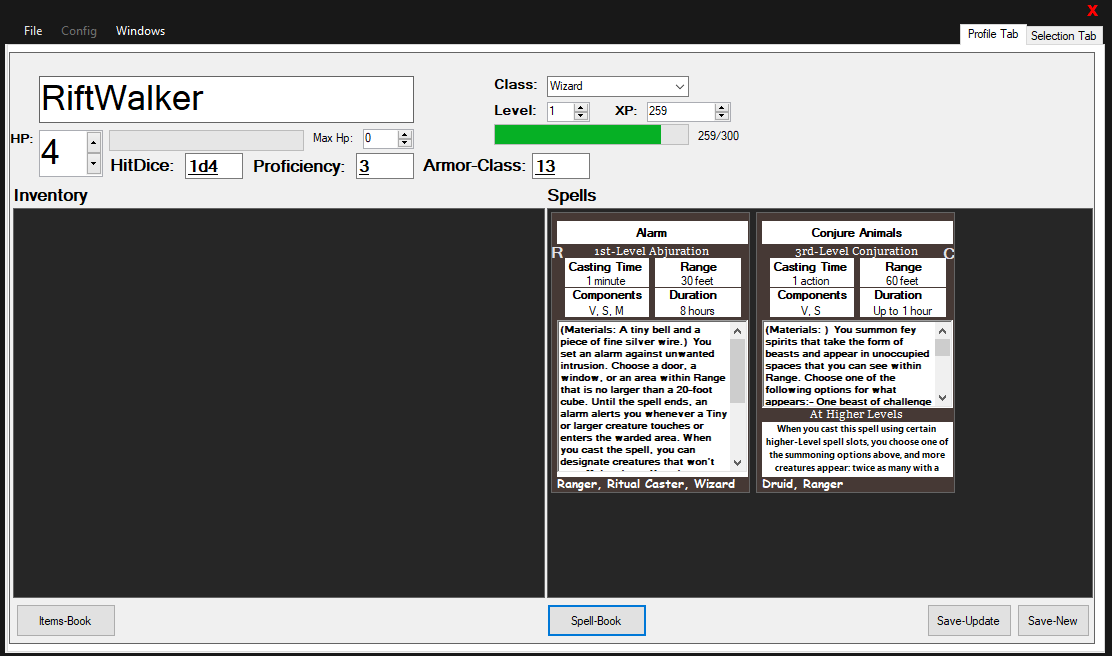 X
File Config Windows
Profile Tab Selection Tab
RiftWalker
Class: Wizard
Level: 1 XP: 259
259/300
HP: 4
Max Hp: 0
HitDice: 1d4 Proficiency: 3 Armor-Class: 13
Inventory
Spells
Alarm
R
1st-Level Abjuration
Casting Time Range
1 minute 30 feet
Components Duration
V, S, M 8 hours
(Materials: A tiny bell and a
piece of fine silver wire.) You
set an alarm against unwanted
intrusion. Choose a door, a
window, or an area within Range
that is no larger than a 20-foot
cube. Until the spell ends, an
alarm alerts you whenever a Tiny
or larger creature touches or
enters the warded area. When
you cast the spell, you can
designate creatures that won't
Ranger, Ritual Caster, Wizard
Conjure Animals
C
3rd-Level Conjuration
Casting Time Range
1 action 60 feet
Components Duration
V, S Up to 1 hour
(Materials: ) You summon fey
spirits that take the form of
beasts and appear in unoccupied
spaces that you can see within
Range. Choose one of the
following options for what
appears:- One beast of challenge
At Higher Levels
When you cast this spell using certain
higher-Level spell slots, you choose one of
the summoning options above, and more
creatures appear: twice as many with a
Druid, Ranger
Items-Book
Spell-Book
Save-Update Save-New